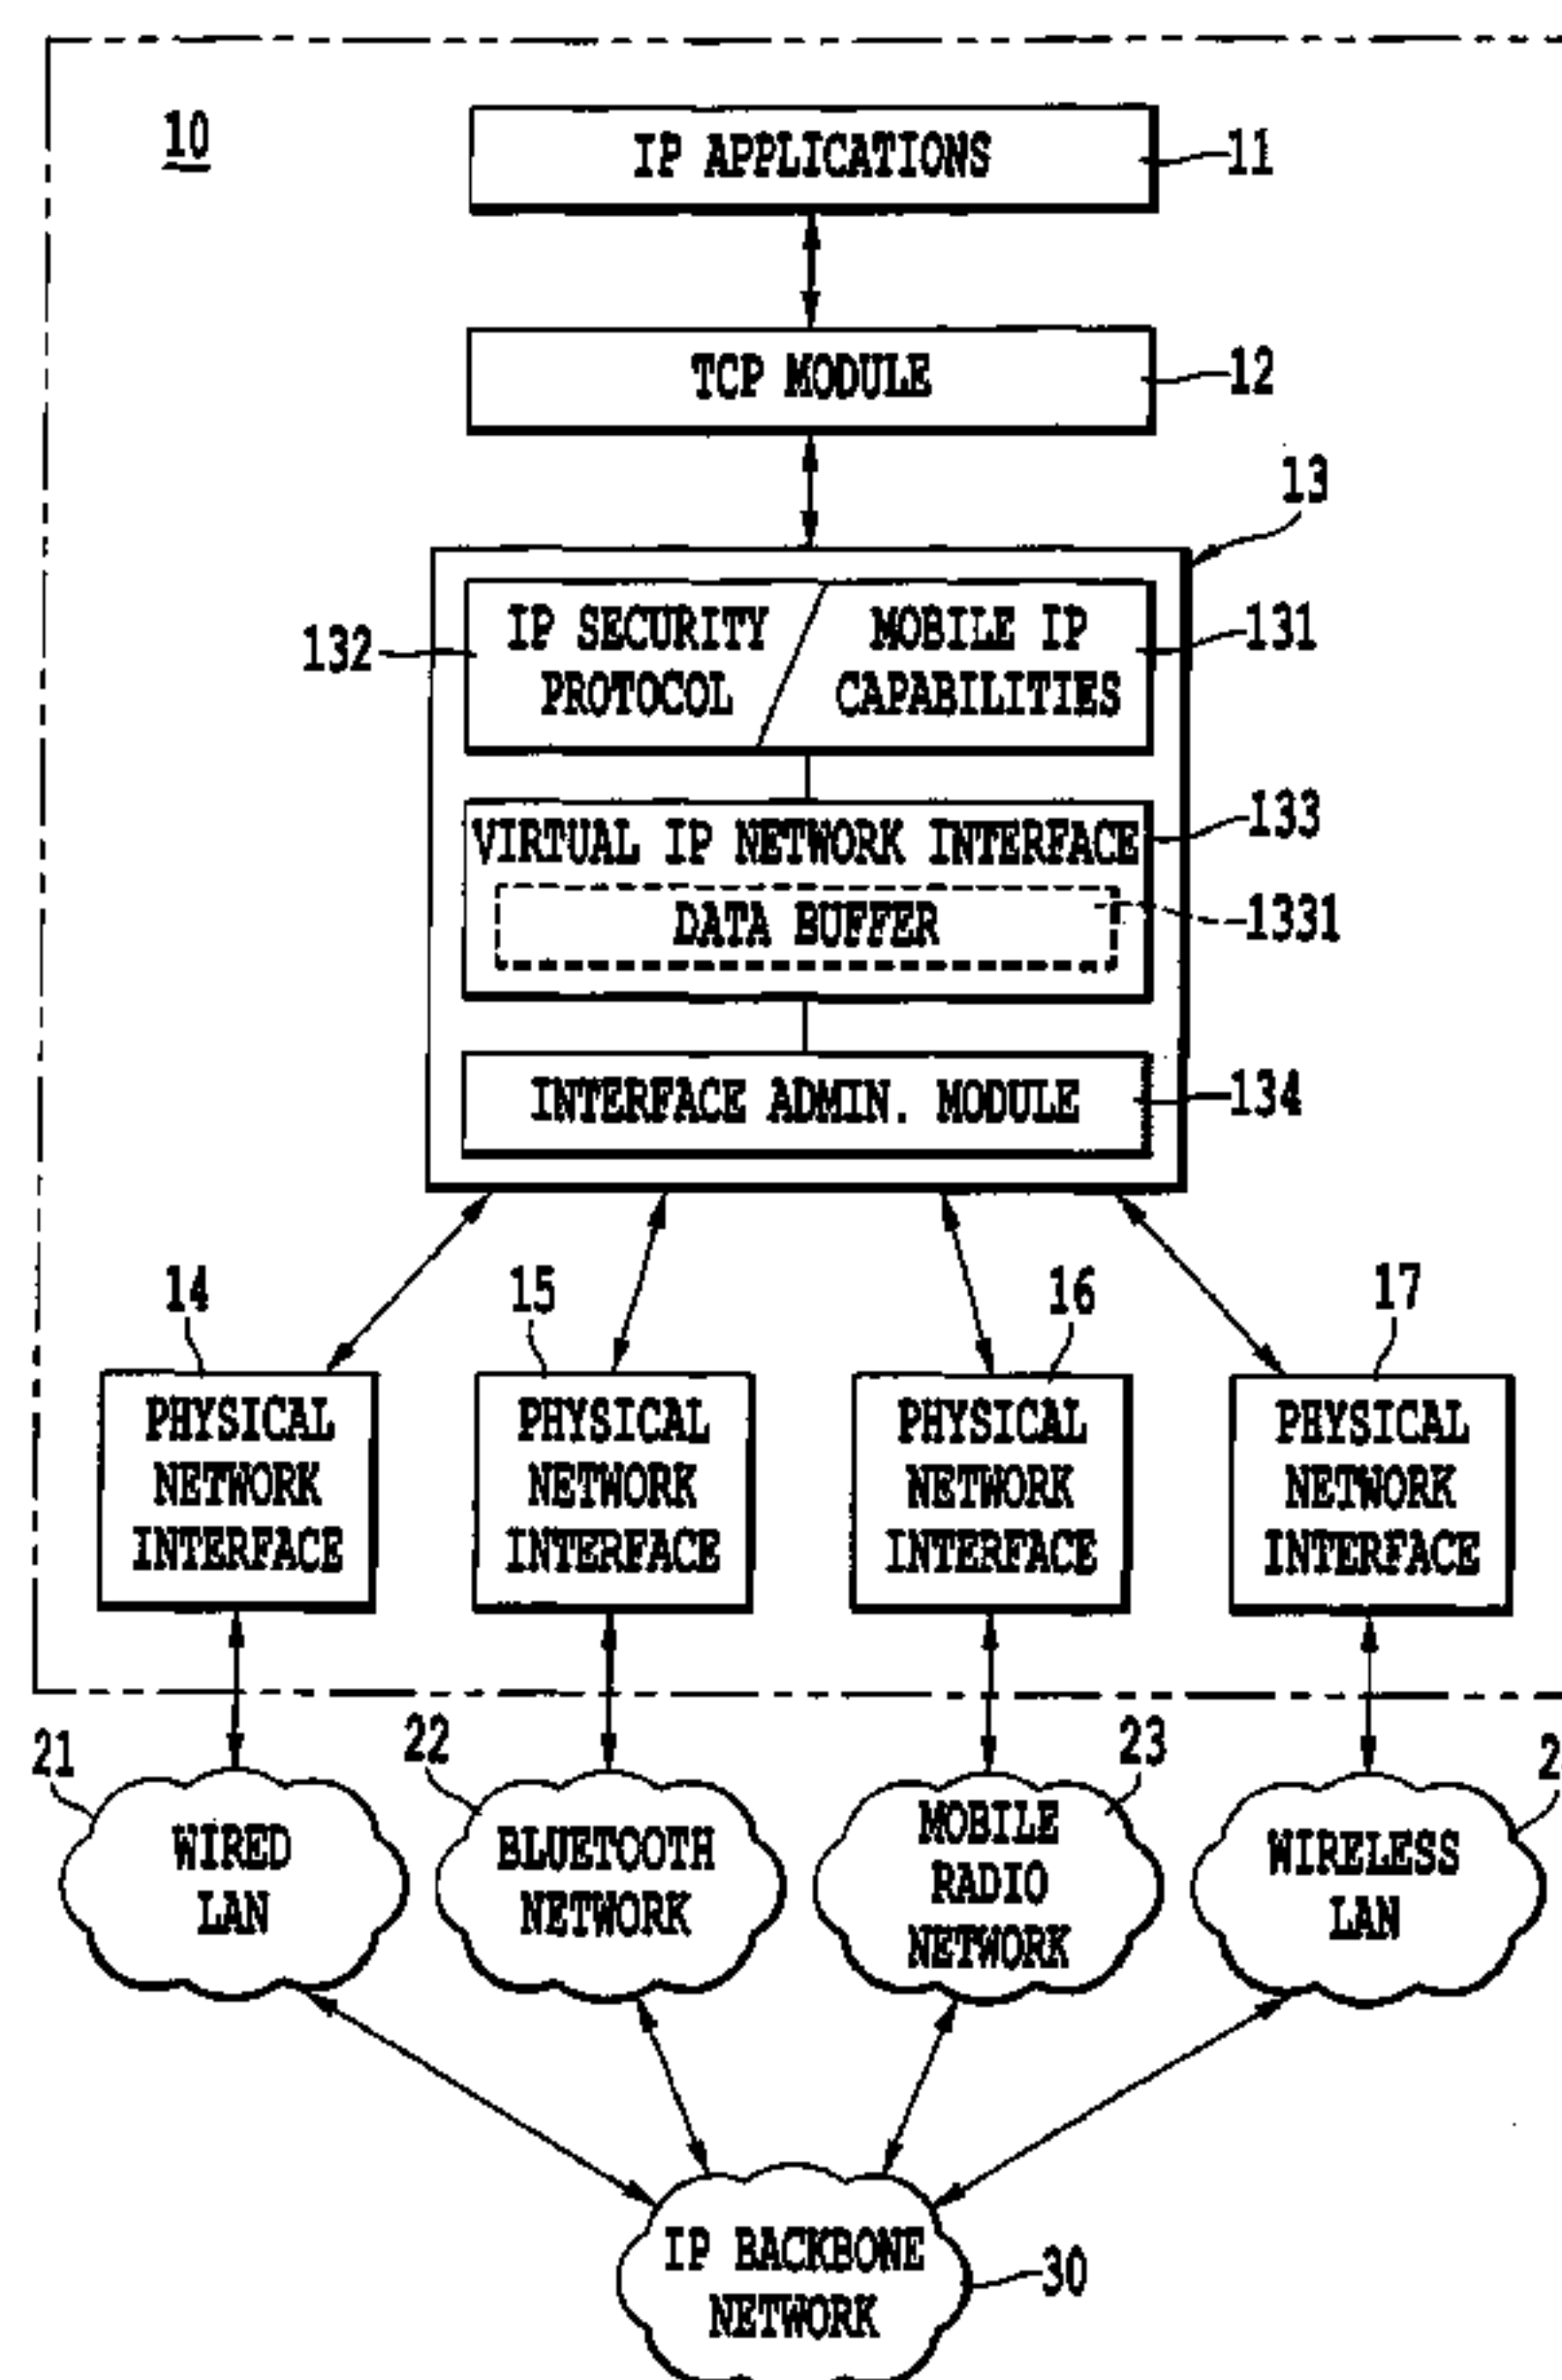 10
IP APPLICATIONS
11
TCP MODULE
12
13
132
IP SECURITY
PROTOCOL
MOBILE IP
CAPABILITIES
131
VIRTUAL IP NETWORK INTERFACE
133
DATA BUFFER
1331
INTERFACE ADMIN. MODULE
134
14
15
16
17
PHYSICAL
NETWORK
INTERFACE
PHYSICAL
NETWORK
INTERFACE
PHYSICAL
NETWORK
INTERFACE
PHYSICAL
NETWORK
INTERFACE
21
22
23
WIRED
LAN
BLUETOOTH
NETWORK
MOBILE
RADIO
NETWORK
WIRELESS
LAN
IP BACKBONE
NETWORK
30